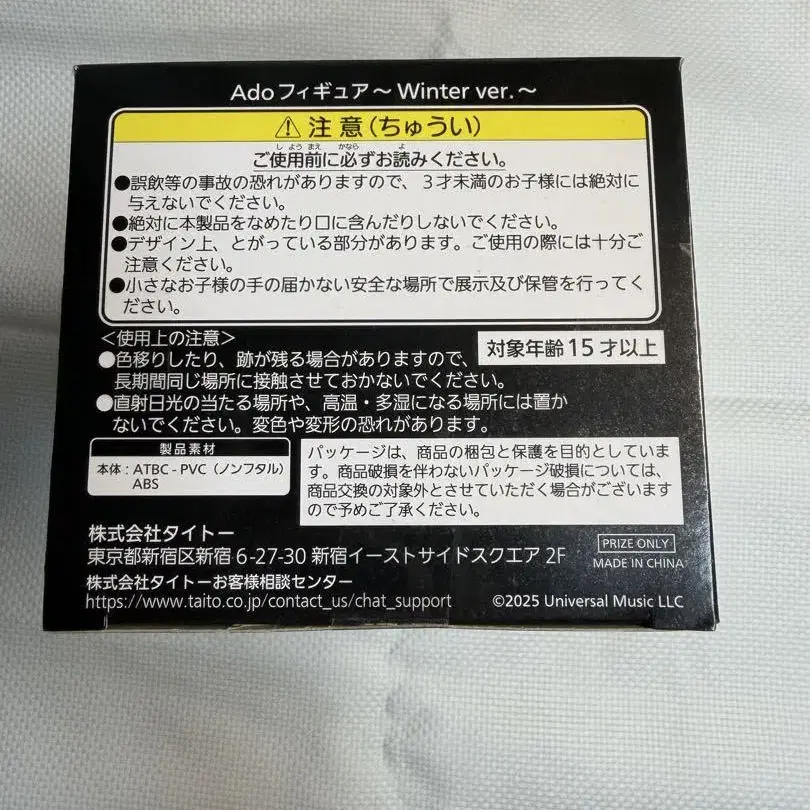 Adoフィギュア～Winter ver.～
⚠注意(ちゅうい)
ご使用前に必ずお読みください。
●誤飲等の事故の恐れがありますので、３才未満のお子様には絶対に
与えないでください。
●絶対に本製品をなめたり口に含んだりしないでください。
●デザイン上、とがっている部分があります。ご使用の際には十分ご
注意ください。
●小さなお子様の手の届かない安全な場所で展示及び保管を行ってく
ださい。
＜使用上の注意＞
対象年齢15才以上
●色移りしたり、跡が残る場合がありますので、
長期間同じ場所に接触させておかないでください。
●直射日光の当たる場所や、高温・多湿になる場所には置か
ないでください。変色や変形の恐れがあります。
製品素材
本体：ATBC-PVC（ノンフタル）
ABS
パッケージは、商品の梱包と保護を目的としていま
す。商品破損を伴わないパッケージ破損については、
商品交換の対象外とさせていただく場合がございます
ので予めご了承ください。
株式会社タイトー
東京都新宿区新宿6-27-30 新宿イーストサイドスクエア 2F
株式会社タイトーお客様相談センター
https://www.taito.co.jp/contact_us/chat_support
PRIZE ONLY
MADE IN CHINA
©2025 Universal Music LLC